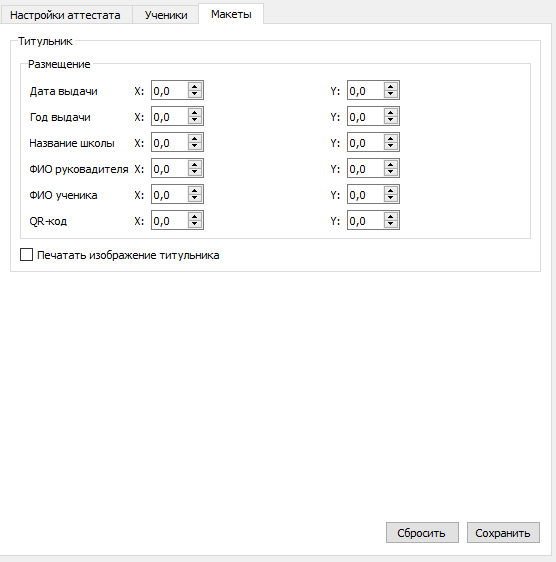 Настройки аттестата Ученики Макеты
Титульник
Размещение
Дата выдачи X: 0,0 Y: 0,0
Год выдачи X: 0,0 Y: 0,0
Название школы X: 0,0 Y: 0,0
ФИО руковадителя X: 0,0 Y: 0,0
ФИО ученика X: 0,0 Y: 0,0
QR-код X: 0,0 Y: 0,0
Печатать изображение титульника
Сбросить Сохранить